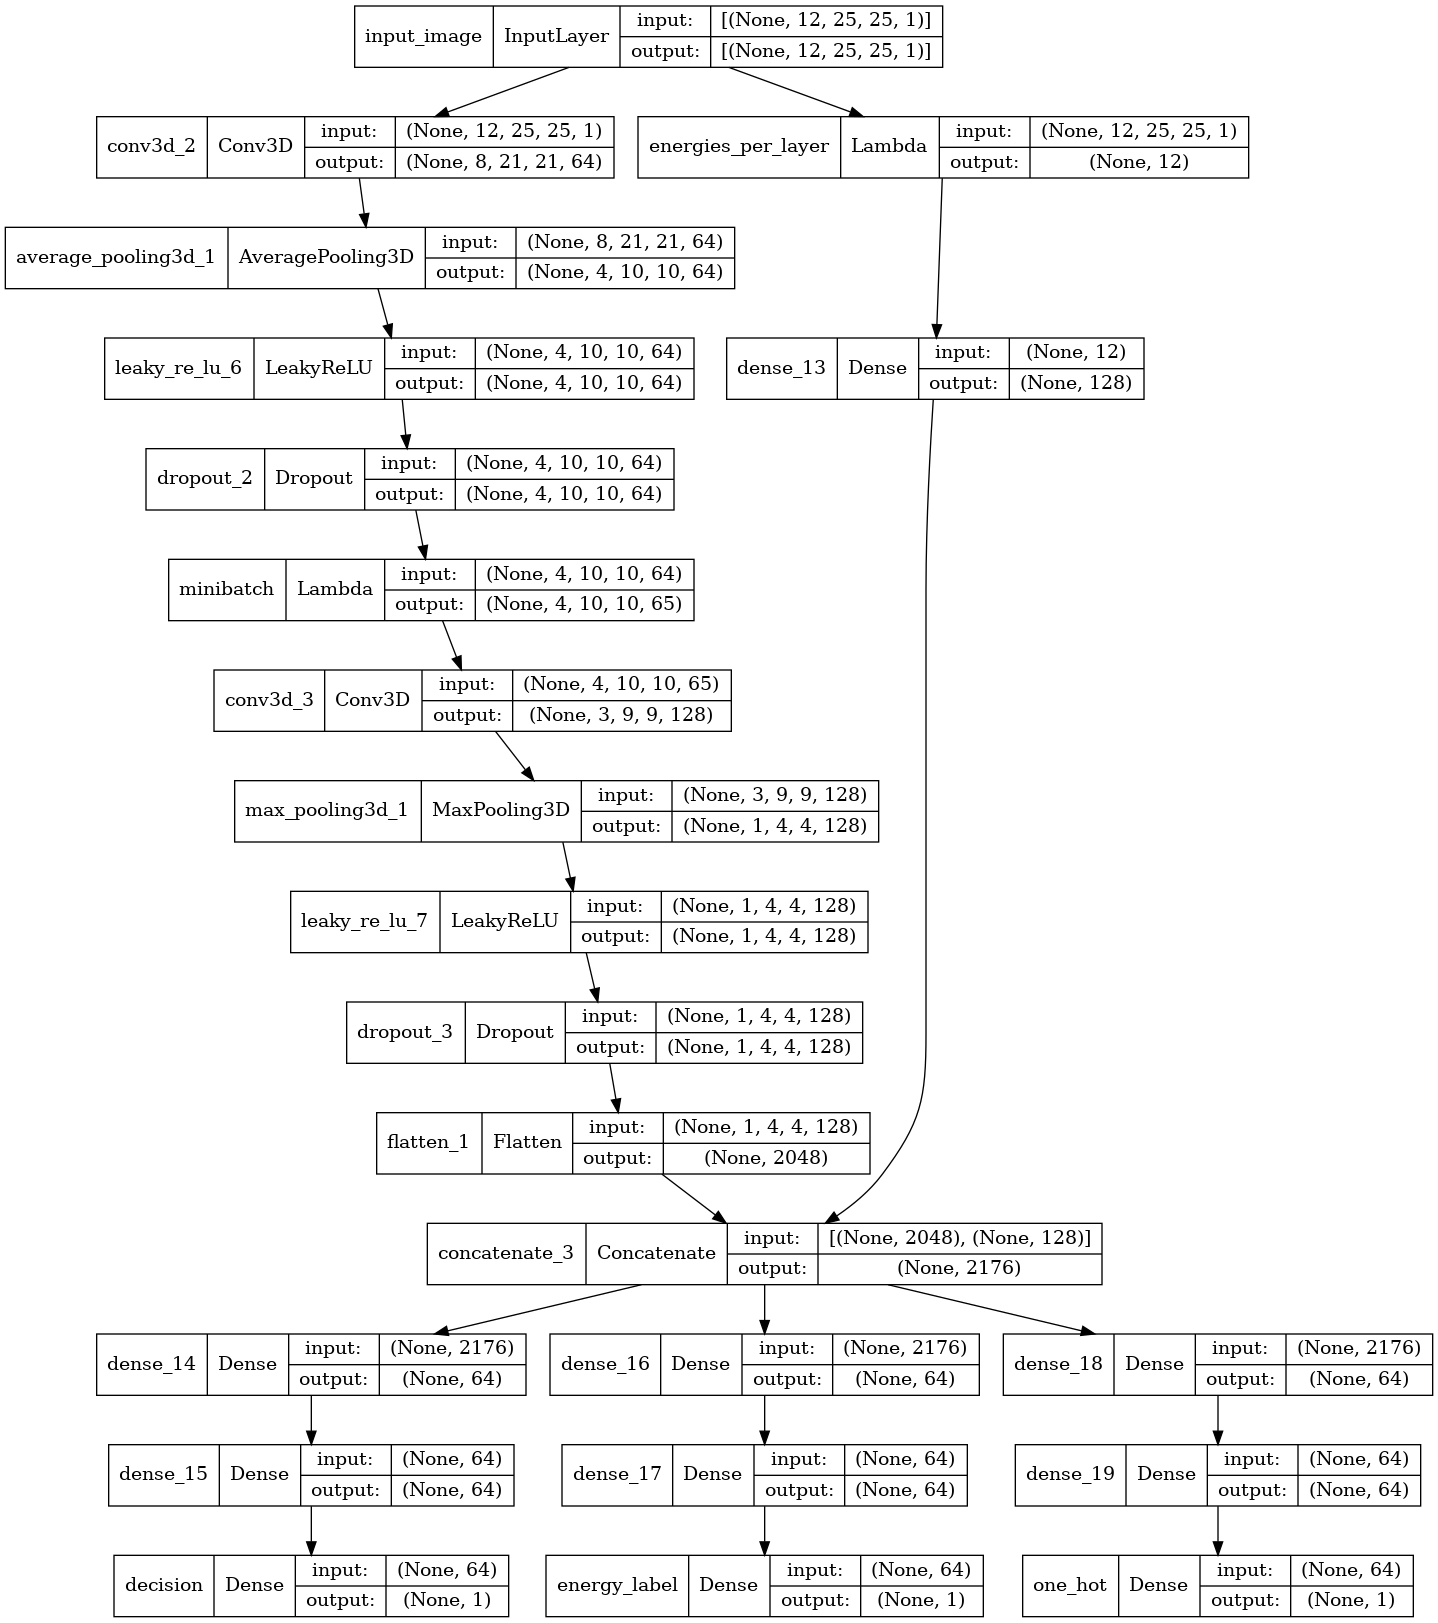 input_image InputLayer input: [(None, 12, 25, 25, 1)]
output: [(None, 12, 25, 25, 1)]
conv3d_2 Conv3D input: (None, 12, 25, 25, 1)
output: (None, 8, 21, 21, 64)
energies_per_layer Lambda input: (None, 12, 25, 25, 1)
output: (None, 12)
average_pooling3d_1 AveragePooling3D input: (None, 8, 21, 21, 64)
output: (None, 4, 10, 10, 64)
leaky_re_lu_6 LeakyReLU input: (None, 4, 10, 10, 64)
output: (None, 4, 10, 10, 64)
dense_13 Dense input: (None, 12)
output: (None, 128)
dropout_2 Dropout input: (None, 4, 10, 10, 64)
output: (None, 4, 10, 10, 64)
minibatch Lambda input: (None, 4, 10, 10, 64)
output: (None, 4, 10, 10, 65)
conv3d_3 Conv3D input: (None, 4, 10, 10, 65)
output: (None, 3, 9, 9, 128)
max_pooling3d_1 MaxPooling3D input: (None, 3, 9, 9, 128)
output: (None, 1, 4, 4, 128)
leaky_re_lu_7 LeakyReLU input: (None, 1, 4, 4, 128)
output: (None, 1, 4, 4, 128)
dropout_3 Dropout input: (None, 1, 4, 4, 128)
output: (None, 1, 4, 4, 128)
flatten_1 Flatten input: (None, 1, 4, 4, 128)
output: (None, 2048)
concatenate_3 Concatenate input: [(None, 2048), (None, 128)]
output: (None, 2176)
dense_14 Dense input: (None, 2176)
output: (None, 64)
dense_16 Dense input: (None, 2176)
output: (None, 64)
dense_18 Dense input: (None, 2176)
output: (None, 64)
dense_15 Dense input: (None, 64)
output: (None, 64)
dense_17 Dense input: (None, 64)
output: (None, 64)
dense_19 Dense input: (None, 64)
output: (None, 64)
decision Dense input: (None, 64)
output: (None, 1)
energy_label Dense input: (None, 64)
output: (None, 1)
one_hot Dense input: (None, 64)
output: (None, 1)